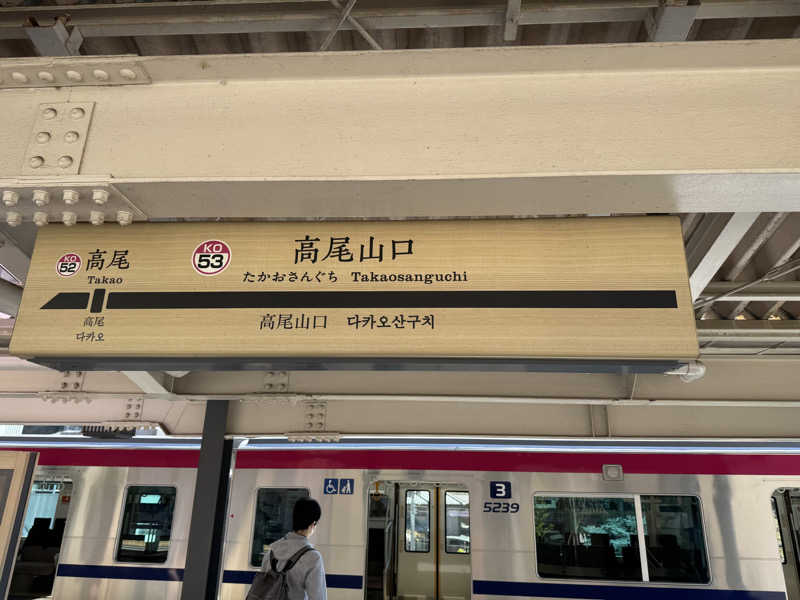 KO
52
高尾
Takao
高尾
다카오
KO
53
高尾山口
たかおさんぐち Takaosanguchi
高尾山口 다카오산구치
3
5239